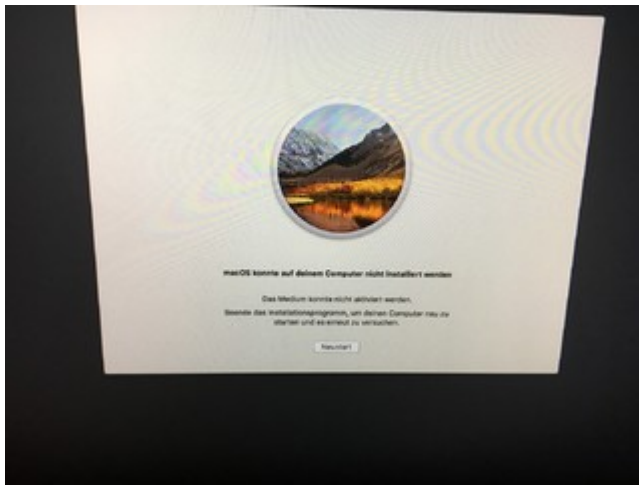 macOS konnte auf deinem Computer nicht installiert werden
Das Medium konnte nicht aktiviert werden.
Beende das Installationsprogramm, um deinen Computer neu zu
starten und es erneut zu versuchen.
Neustart